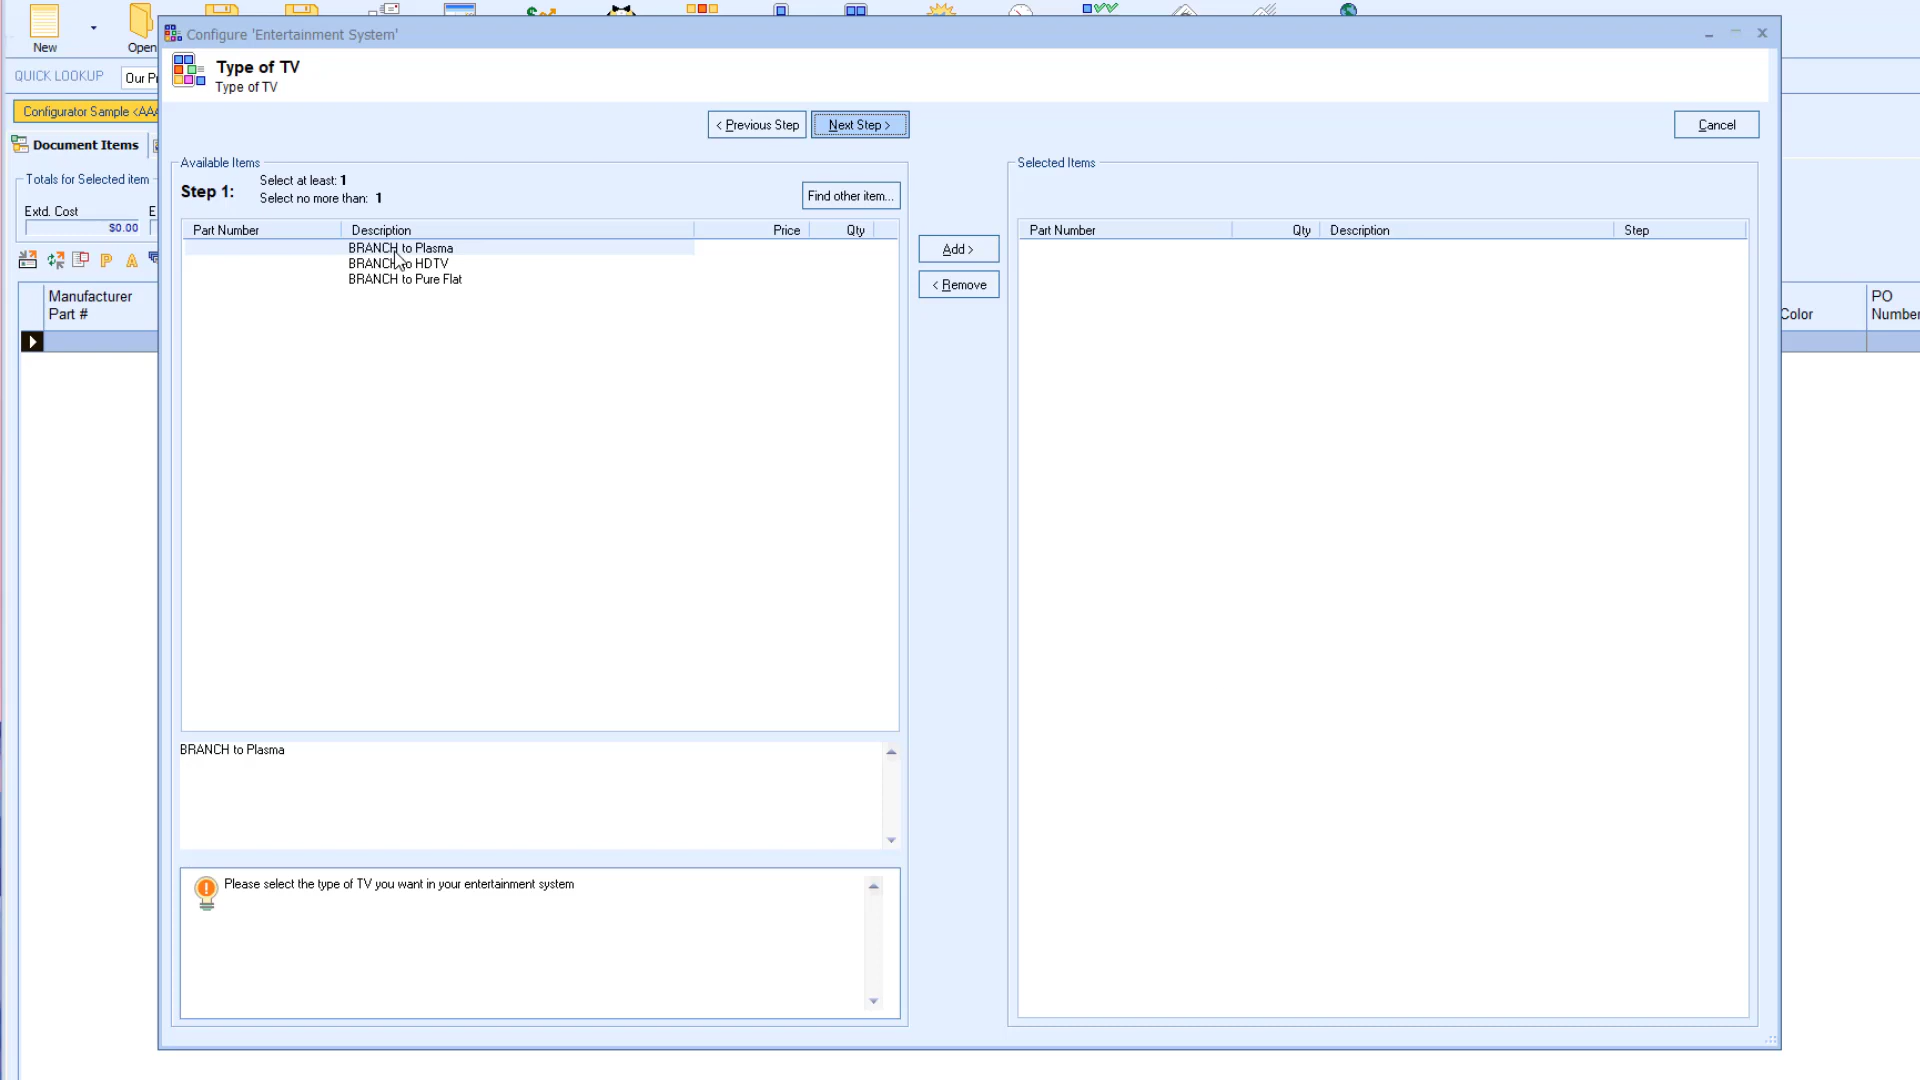 Configure 'Entertainment System'
Type of TV
Type of TV
New
Open
QUICK LOOKUP
Our P
Configurator Sample <AAA
Document Items
Totals for Selected item
Extd. Cost
E
$0.00
P
A
Manufacturer
Part #
< Previous Step
Next Step >
Cancel
Available Items
Step 1:
Select at least: 1
Select no more than: 1
Find other item...
Part Number
Description
Price
Qty
BRANCH to Plasma
BRANCH to HDTV
BRANCH to Pure Flat
Add >
< Remove
Selected Items
Part Number
Qty
Description
Step
BRANCH to Plasma
Please select the type of TV you want in your entertainment system
Color
PO
Number